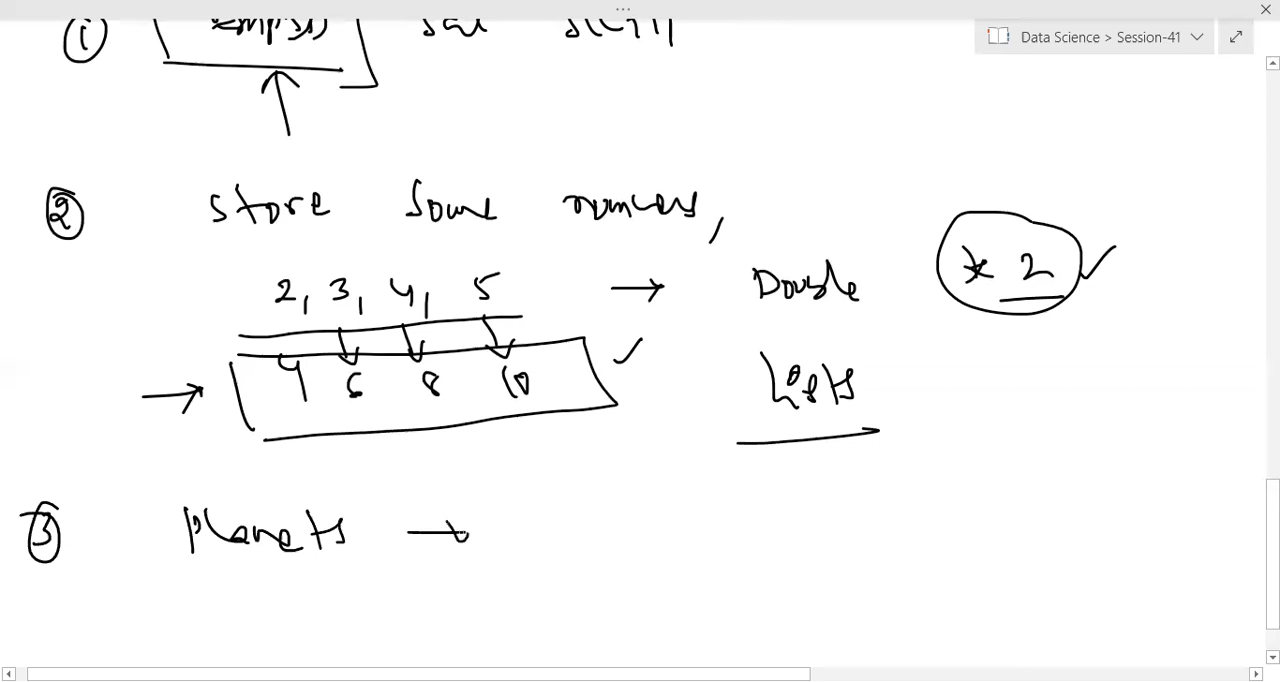 Data Science > Session-41
①
② store some numers,
2, 3, 4, 5 → Double * 2 ✓
→ 4 6 8 10 ✓ Lists
③ Planets →